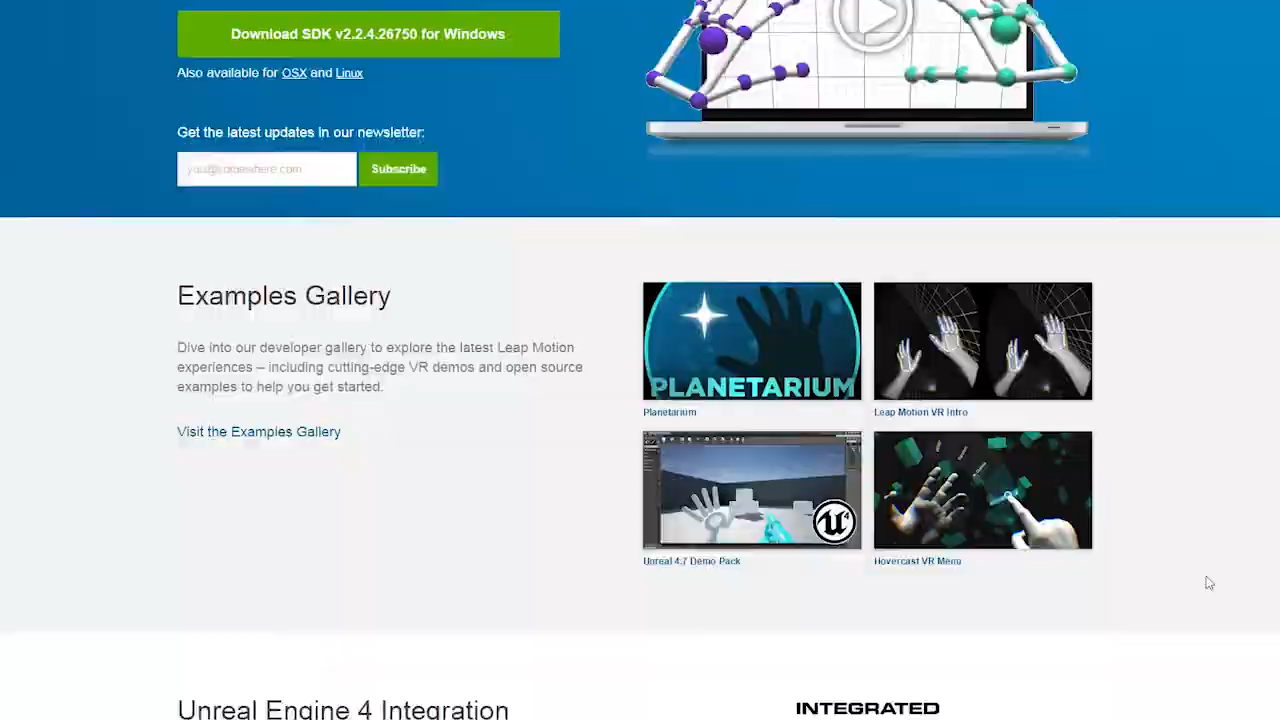 Download SDK v2.2.4.26750 for Windows
Also available for OSX and Linux
Get the latest updates in our newsletter:
you@somewhere.com
Subscribe
Examples Gallery
Dive into our developer gallery to explore the latest Leap Motion
experiences – including cutting-edge VR demos and open source
examples to help you get started.
Visit the Examples Gallery
PLANETARIUM
Planetarium
Leap Motion VR Intro
Unreal 4.7 Demo Pack
Hovercast VR Menu
Unreal Engine 4 Integration
INTEGRATED